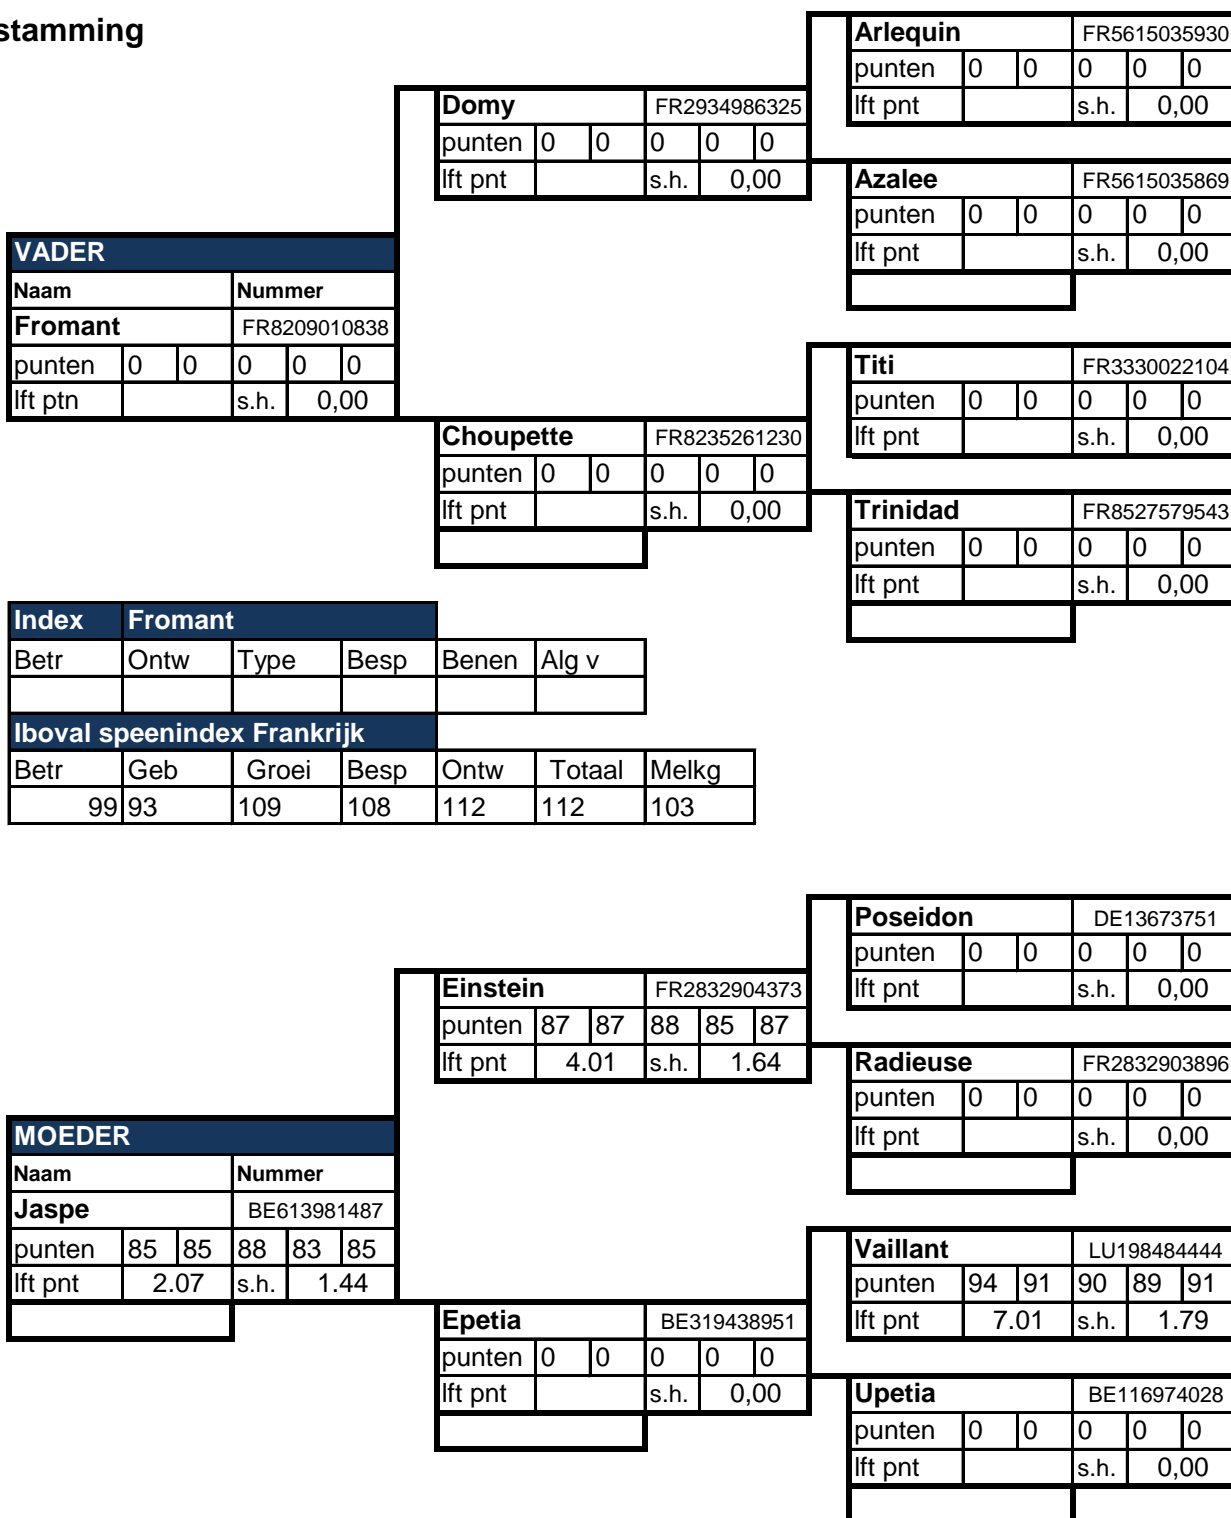 stamming
Arlequin FR5615035930
punten 0 0 0 0 0
lft pnt s.h. 0,00
Domy FR2934986325
punten 0 0 0 0 0
lft pnt s.h. 0,00
Azalee FR5615035869
punten 0 0 0 0 0
lft pnt s.h. 0,00
VADER
Naam Nummer
Fromant FR8209010838
punten 0 0 0 0 0
lft ptn s.h. 0,00
Titi FR3330022104
punten 0 0 0 0 0
lft pnt s.h. 0,00
Choupette FR8235261230
punten 0 0 0 0 0
lft pnt s.h. 0,00
Trinidad FR8527579543
punten 0 0 0 0 0
lft pnt s.h. 0,00
Index Fromant
Betr Ontw Type Besp Benen Alg v
Iboval speenindex Frankrijk
Betr Geb Groei Besp Ontw Totaal Melkg
99 93 109 108 112 112 103
Poseidon DE13673751
punten 0 0 0 0 0
lft pnt s.h. 0,00
Einstein FR2832904373
punten 87 87 88 85 87
lft pnt 4.01 s.h. 1.64
Radieuse FR2832903896
punten 0 0 0 0 0
lft pnt s.h. 0,00
MOEDER
Naam Nummer
Jaspe BE613981487
punten 85 85 88 83 85
lft pnt 2.07 s.h. 1.44
Vaillant LU198484444
punten 94 91 90 89 91
lft pnt 7.01 s.h. 1.79
Epetia BE319438951
punten 0 0 0 0 0
lft pnt s.h. 0,00
Upetia BE116974028
punten 0 0 0 0 0
lft pnt s.h. 0,00